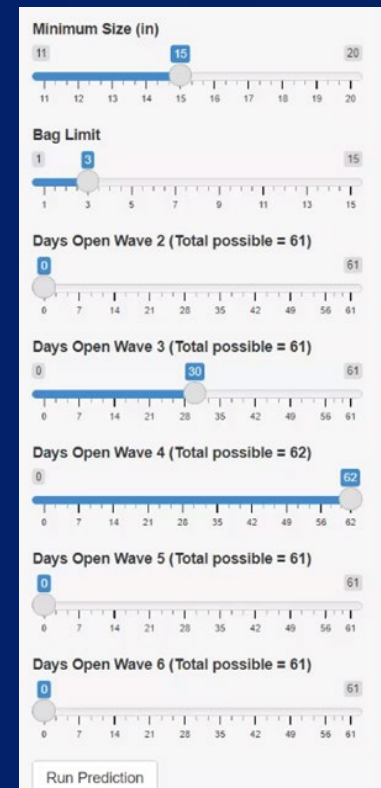 Minimum Size (in)
11 15 20
11 12 13 14 15 16 17 18 19 20
Bag Limit
1 3 15
1 3 5 7 9 11 13 15
Days Open Wave 2 (Total possible = 61)
0 61
0 7 14 21 28 35 42 49 56 61
Days Open Wave 3 (Total possible = 61)
0 30 61
0 7 14 21 28 35 42 49 56 61
Days Open Wave 4 (Total possible = 62)
0 62
0 7 14 21 28 35 42 49 56 62
Days Open Wave 5 (Total possible = 61)
0 61
0 7 14 21 28 35 42 49 56 61
Days Open Wave 6 (Total possible = 61)
0 61
0 7 14 21 28 35 42 49 56 61
Run Prediction